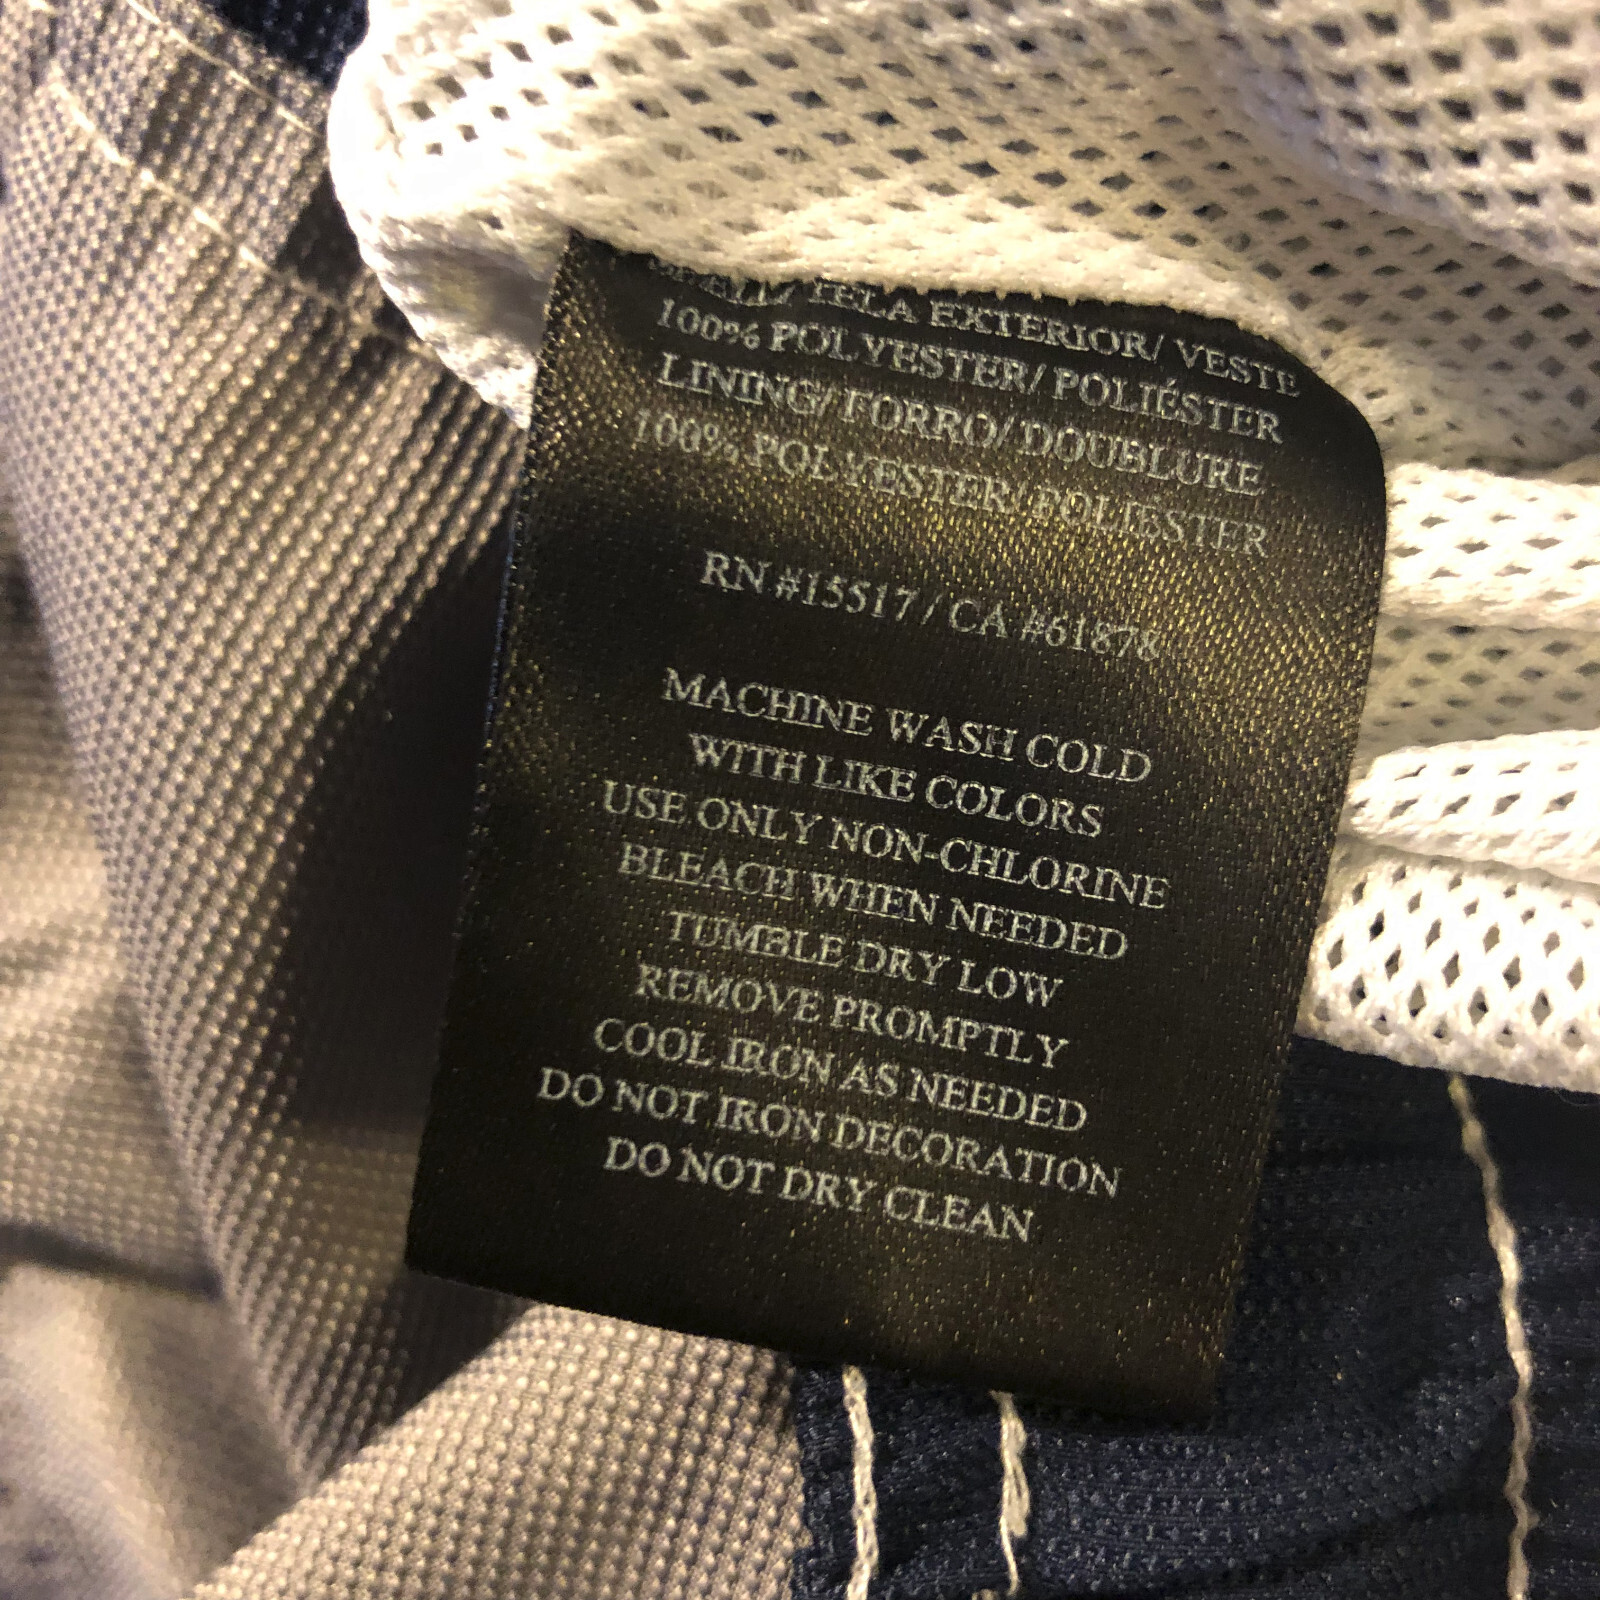 SHELL/ TELA EXTERIOR/ VESTE
100% POLYESTER/ POLIÉSTER
LINING/ FORRO/ DOUBLURE
100% POLYESTER/ POLIÉSTER
RN #15517 / CA #61878
MACHINE WASH COLD
WITH LIKE COLORS
USE ONLY NON-CHLORINE
BLEACH WHEN NEEDED
TUMBLE DRY LOW
REMOVE PROMPTLY
COOL IRON AS NEEDED
DO NOT IRON DECORATION
DO NOT DRY CLEAN